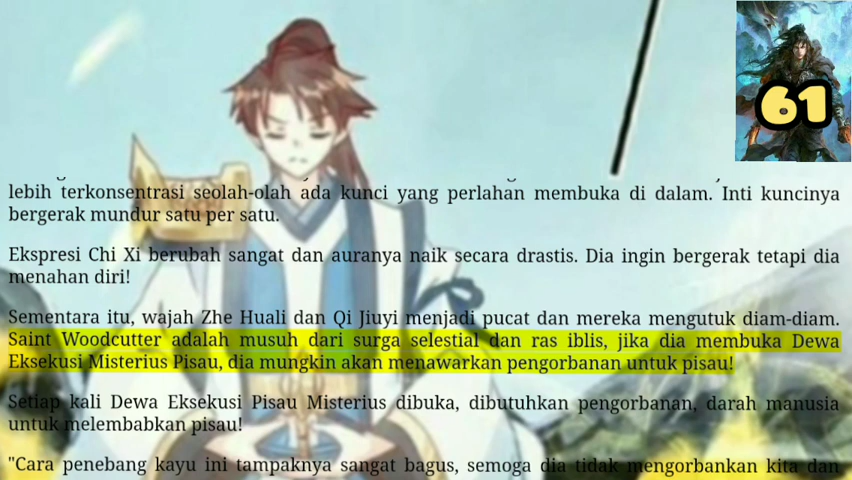 61
lebih terkonsentrasi seolah-olah ada kunci yang perlahan membuka di dalam. Inti kuncinya
bergerak mundur satu per satu.
Ekspresi Chi Xi berubah sangat dan auranya naik secara drastis. Dia ingin bergerak tetapi dia
menahan diri!
Sementara itu, wajah Zhe Huali dan Qi Jiuyi menjadi pucat dan mereka mengutuk diam-diam.
Saint Woodcutter adalah musuh dari surga selestial dan ras iblis, jika dia membuka Dewa
Eksekusi Misterius Pisau, dia mungkin akan menawarkan pengorbanan untuk pisau!
Setiap kali Dewa Eksekusi Pisau Misterius dibuka, dibutuhkan pengorbanan, darah manusia
untuk melembabkan pisau!
"Cara penebang kayu ini tampaknya sangat bagus, semoga dia tidak mengorbankan kita dan